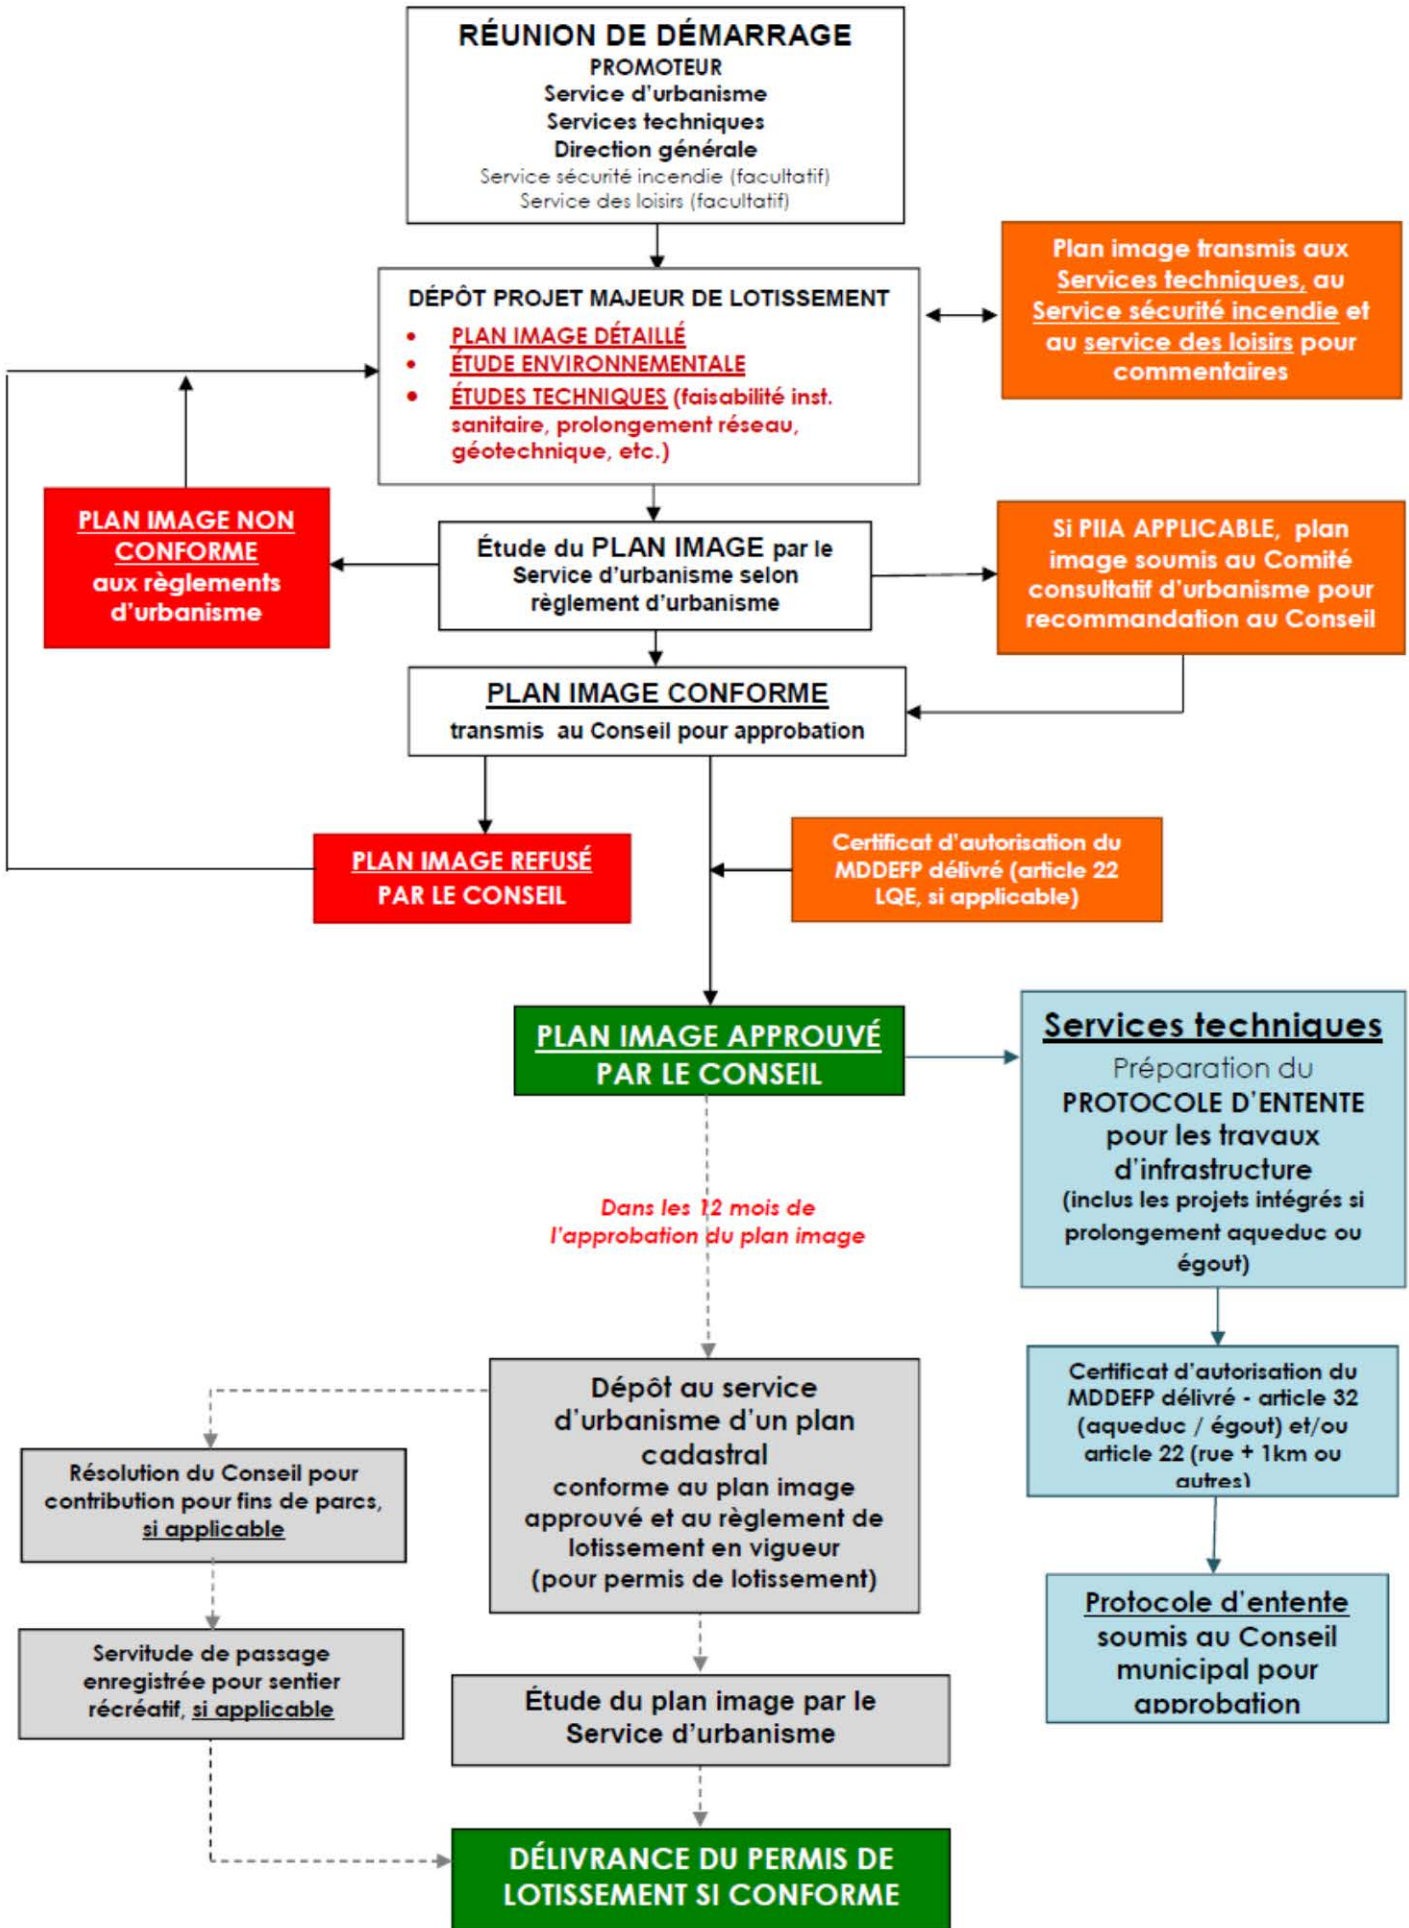 RÉUNION DE DÉMARRAGE
PROMOTEUR
Service d'urbanisme
Services techniques
Direction générale
Service sécurité incendie (facultatif)
Service des loisirs (facultatif)
Plan image transmis aux
Services techniques, au
Service sécurité incendie et
au service des loisirs pour
commentaires
DÉPÔT PROJET MAJEUR DE LOTISSEMENT
• PLAN IMAGE DÉTAILLÉ
• ÉTUDE ENVIRONNEMENTALE
• ÉTUDES TECHNIQUES (faisabilité inst.
sanitaire, prolongement réseau,
géotechnique, etc.)
PLAN IMAGE NON
CONFORME
aux règlements
d'urbanisme
Étude du PLAN IMAGE par le
Service d'urbanisme selon
règlement d'urbanisme
Si PIIA APPLICABLE, plan
image soumis au Comité
consultatif d'urbanisme pour
recommandation au Conseil
PLAN IMAGE CONFORME
transmis au Conseil pour approbation
PLAN IMAGE REFUSÉ
PAR LE CONSEIL
Certificat d'autorisation du
MDDEFP délivré (article 22
LQE, si applicable)
PLAN IMAGE APPROUVÉ
PAR LE CONSEIL
Services techniques
Préparation du
PROTOCOLE D'ENTENTE
pour les travaux
d'infrastructure
(inclus les projets intégrés si
prolongement aqueduc ou
égout)
Dans les 12 mois de
l'approbation du plan image
Dépôt au service
d'urbanisme d'un plan
cadastral
conforme au plan image
approuvé et au règlement de
lotissement en vigueur
(pour permis de lotissement)
Certificat d'autorisation du
MDDEFP délivré - article 32
(aqueduc / égout) et/ou
article 22 (rue + 1km ou
autres)
Résolution du Conseil pour
contribution pour fins de parcs,
si applicable
Protocole d'entente
soumis au Conseil
municipal pour
approbation
Servitude de passage
enregistrée pour sentier
récréatif, si applicable
Étude du plan image par le
Service d'urbanisme
DÉLIVRANCE DU PERMIS DE
LOTISSEMENT SI CONFORME